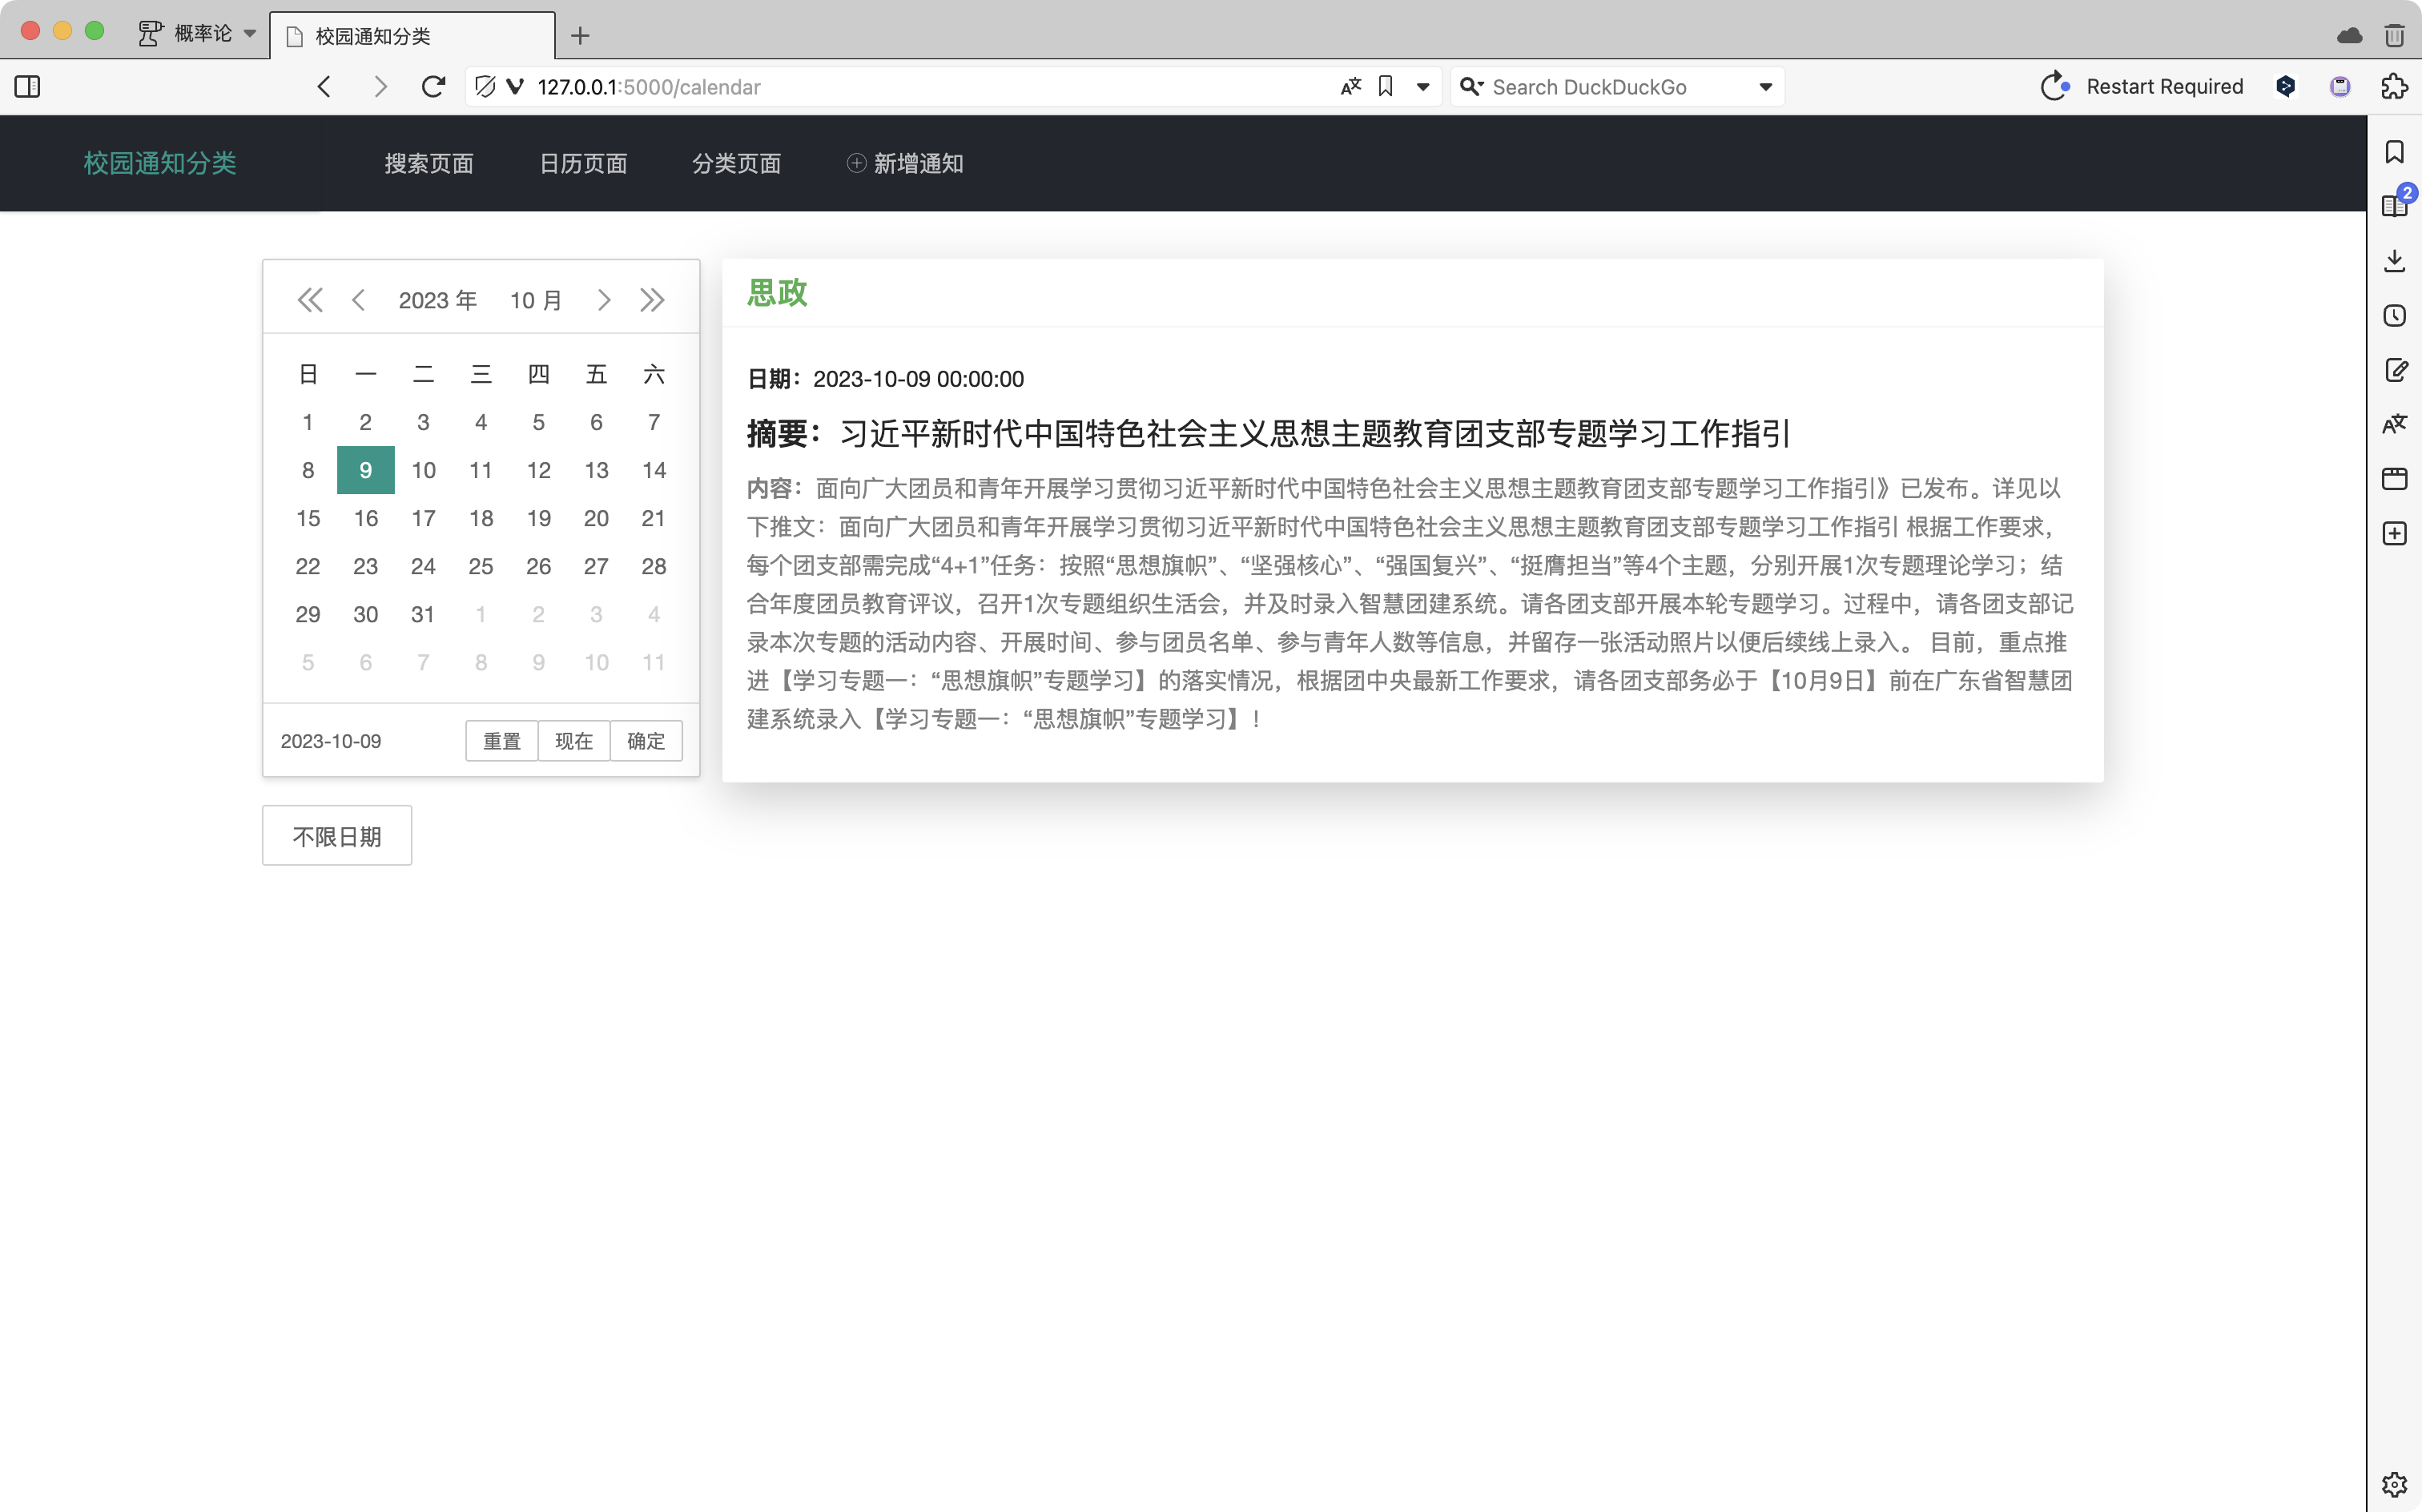 概率论
校园通知分类
127.0.0.1:5000/calendar
Search DuckDuckGo
Restart Required
2
校园通知分类
搜索页面
日历页面
分类页面
新增通知
2023 年 10 月
日 一 二 三 四 五 六
1 2 3 4 5 6 7
8 9 10 11 12 13 14
15 16 17 18 19 20 21
22 23 24 25 26 27 28
29 30 31 1 2 3 4
5 6 7 8 9 10 11
2023-10-09
重置 现在 确定
不限日期
思政
日期：2023-10-09 00:00:00
摘要：习近平新时代中国特色社会主义思想主题教育团支部专题学习工作指引
内容：面向广大团员和青年开展学习贯彻习近平新时代中国特色社会主义思想主题教育团支部专题学习工作指引》已发布。详见以
下推文：面向广大团员和青年开展学习贯彻习近平新时代中国特色社会主义思想主题教育团支部专题学习工作指引 根据工作要求，
每个团支部需完成“4+1”任务：按照“思想旗帜”、“坚强核心”、“强国复兴”、“挺膺担当”等4个主题，分别开展1次专题理论学习；结
合年度团员教育评议，召开1次专题组织生活会，并及时录入智慧团建系统。请各团支部开展本轮专题学习。过程中，请各团支部记
录本次专题的活动内容、开展时间、参与团员名单、参与青年人数等信息，并留存一张活动照片以便后续线上录入。 目前，重点推
进【学习专题一：“思想旗帜”专题学习】的落实情况，根据团中央最新工作要求，请各团支部务必于【10月9日】前在广东省智慧团
建系统录入【学习专题一：“思想旗帜”专题学习】！